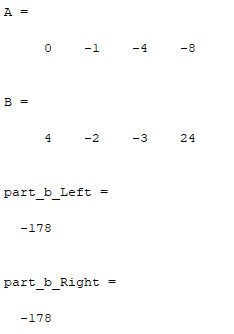 A =
0 -1 -4 -8
B =
4 -2 -3 24
part_b_Left =
-178
part_b_Right =
-178